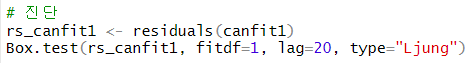 # 진단
rs_canfit1 <- residuals(canfit1)
Box.test(rs_canfit1, fitdf=1, lag=20, type="Ljung")